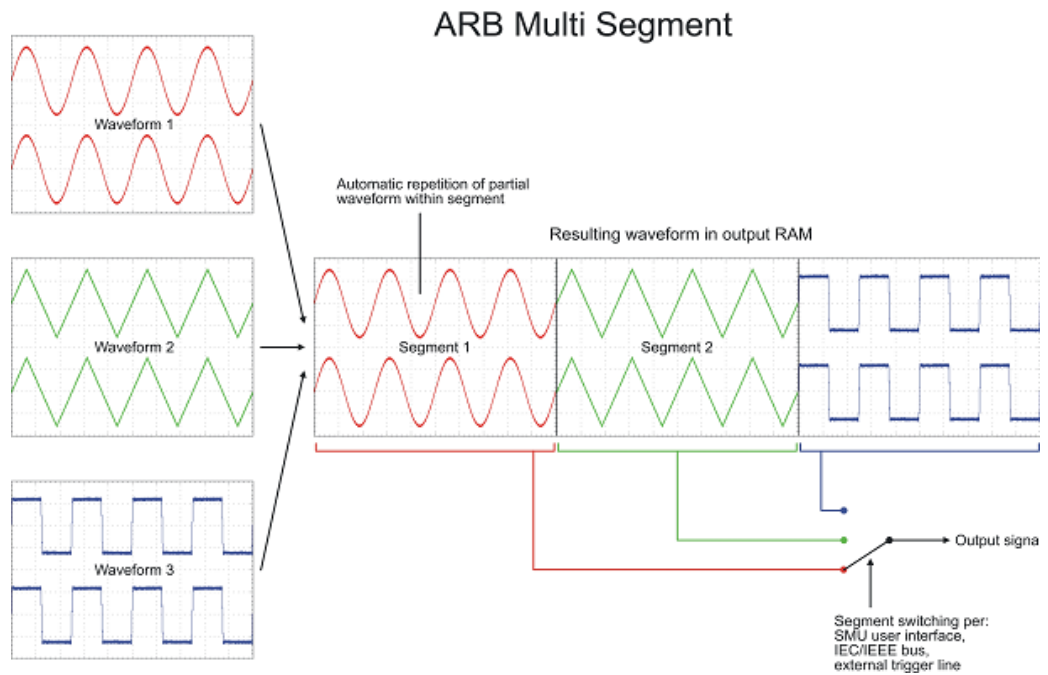 ARB Multi Segment
Waveform 1
Automatic repetition of partial
waveform within segment
Resulting waveform in output RAM
Waveform 2
Segment 1
Segment 2
Waveform 3
Output signa
Segment switching per:
SMU user interface,
IEC/IEEE bus,
external trigger line